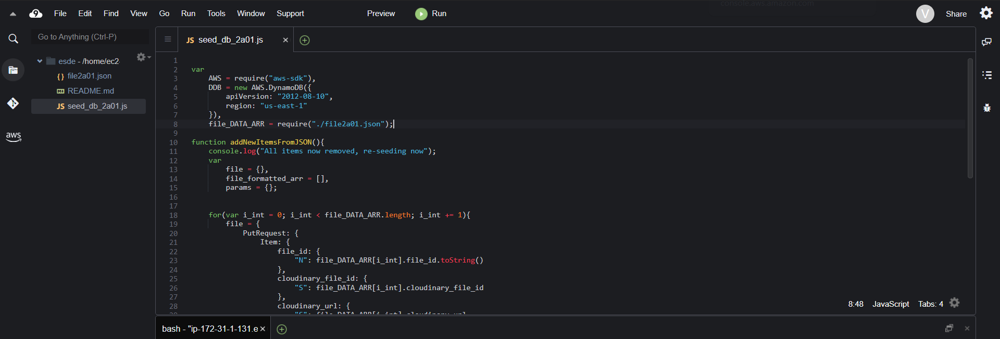 console.aws.amazon.com
9 File Edit Find View Go Run Tools Window Support Preview Run V Share
Go to Anything (Ctrl-P)
JS seed_db_2a01.js
esde - /home/ec2-
{} file2a01.json
README.md
JS seed_db_2a01.js
aws
1
2 var
3 AWS = require("aws-sdk"),
4 DDB = new AWS.DynamoDB({
5 apiVersion: "2012-08-10",
6 region: "us-east-1"
7 }),
8 file_DATA_ARR = require("./file2a01.json");
9
10 function addNewItemsFromJSON(){
11 console.log("All items now removed, re-seeding now");
12 var
13 file = {},
14 file_formatted_arr = [],
15 params = {};
16
17
18 for(var i_int = 0; i_int < file_DATA_ARR.length; i_int += 1){
19 file = {
20 PutRequest: {
21 Item: {
22 file_id: {
23 "N": file_DATA_ARR[i_int].file_id.toString()
24 },
25 cloudinary_file_id: {
26 "S": file_DATA_ARR[i_int].cloudinary_file_id
27 },
28 cloudinary_url: {
8:48 JavaScript Tabs: 4
bash - "ip-172-31-1-131.e